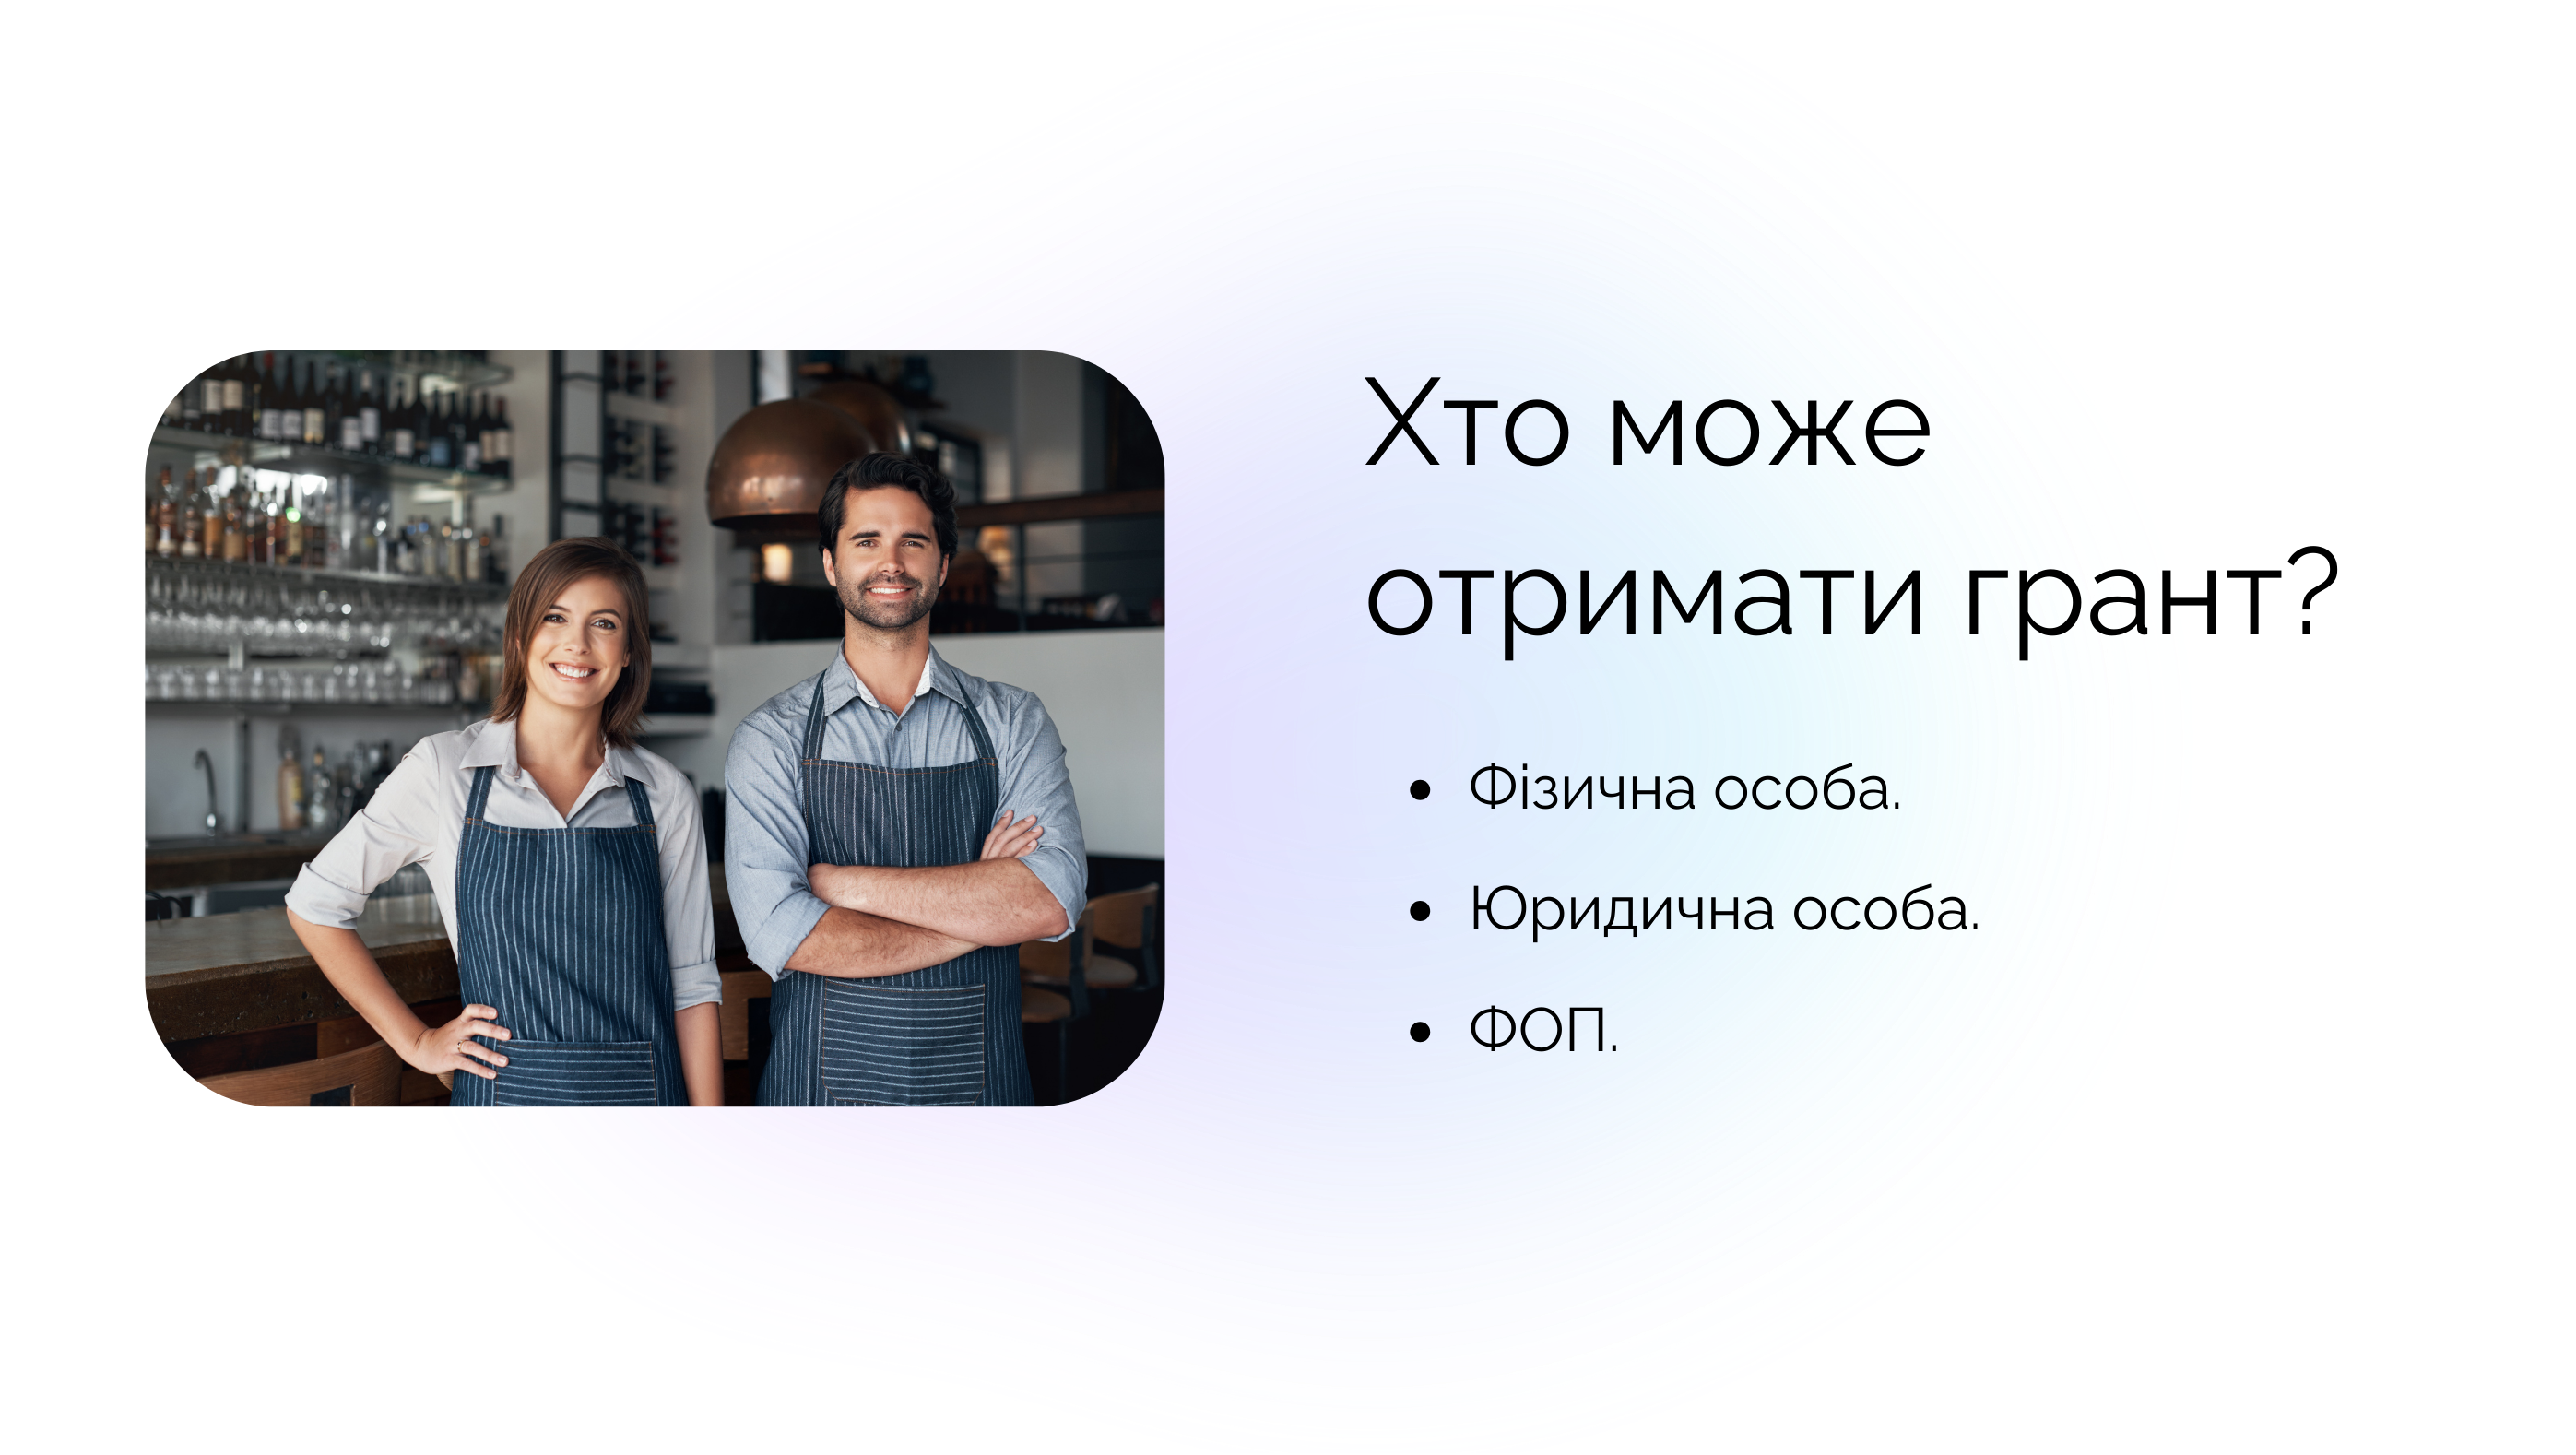 Хто може
отримати грант?
• Фізична особа.
• Юридична особа.
• ФОП.